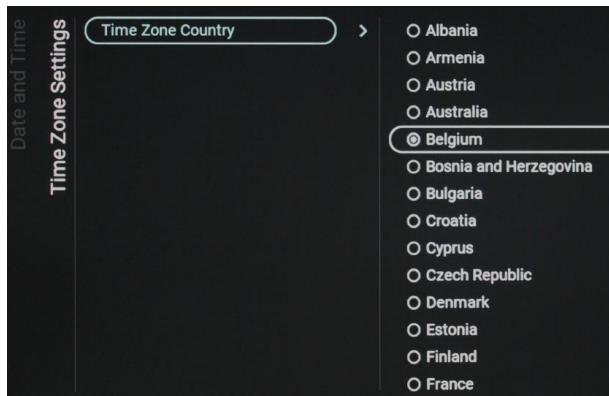 Date and Time
Time Zone Settings
Time Zone Country
Albania
Armenia
Austria
Australia
Belgium
Bosnia and Herzegovina
Bulgaria
Croatia
Cyprus
Czech Republic
Denmark
Estonia
Finland
France